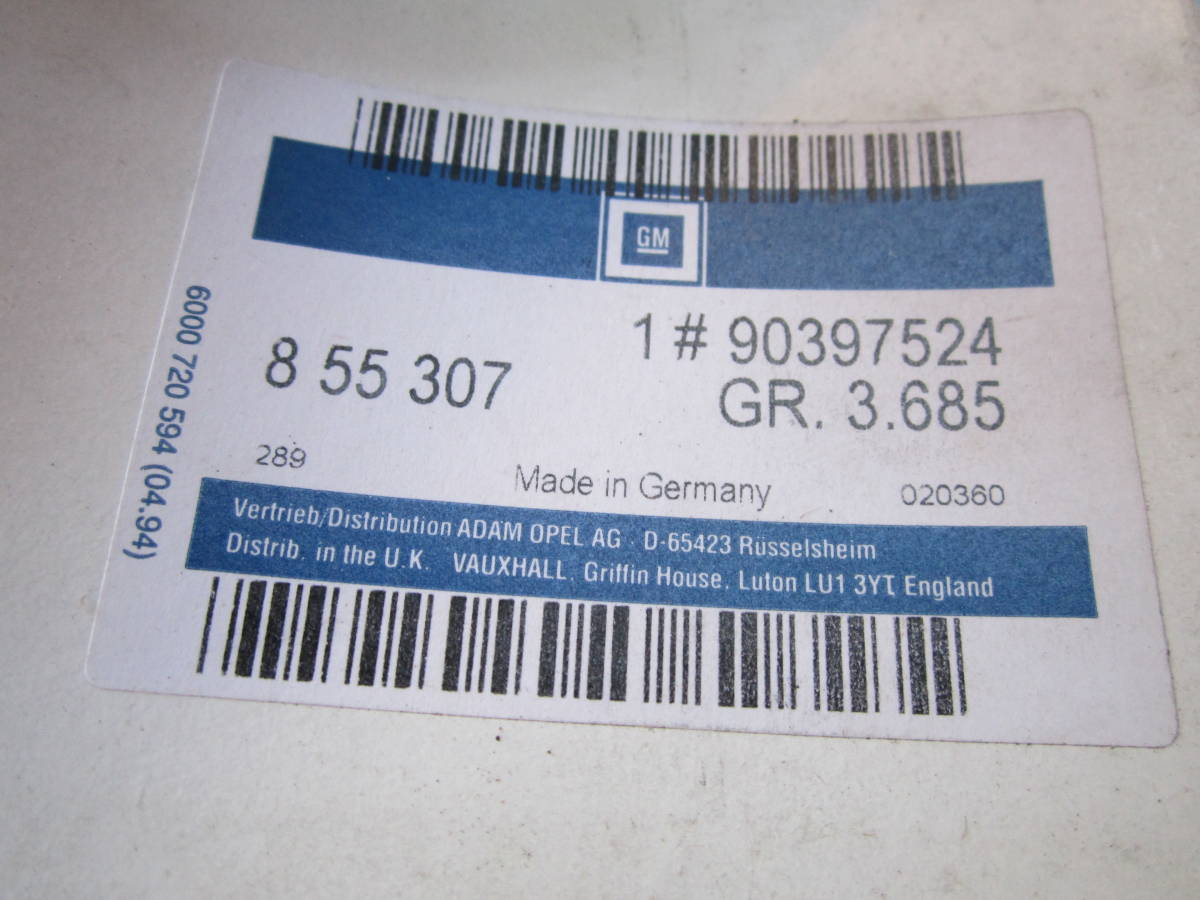 GM
1 # 90397524
8 55 307
GR. 3.685
289
Made in Germany
020360
Vertrieb/Distribution ADAM OPEL AG · D-65423 Rüsselsheim
Distrib. in the U.K. VAUXHALL, Griffin House, Luton LU1 3YT England
6000 720 594 (04.94)